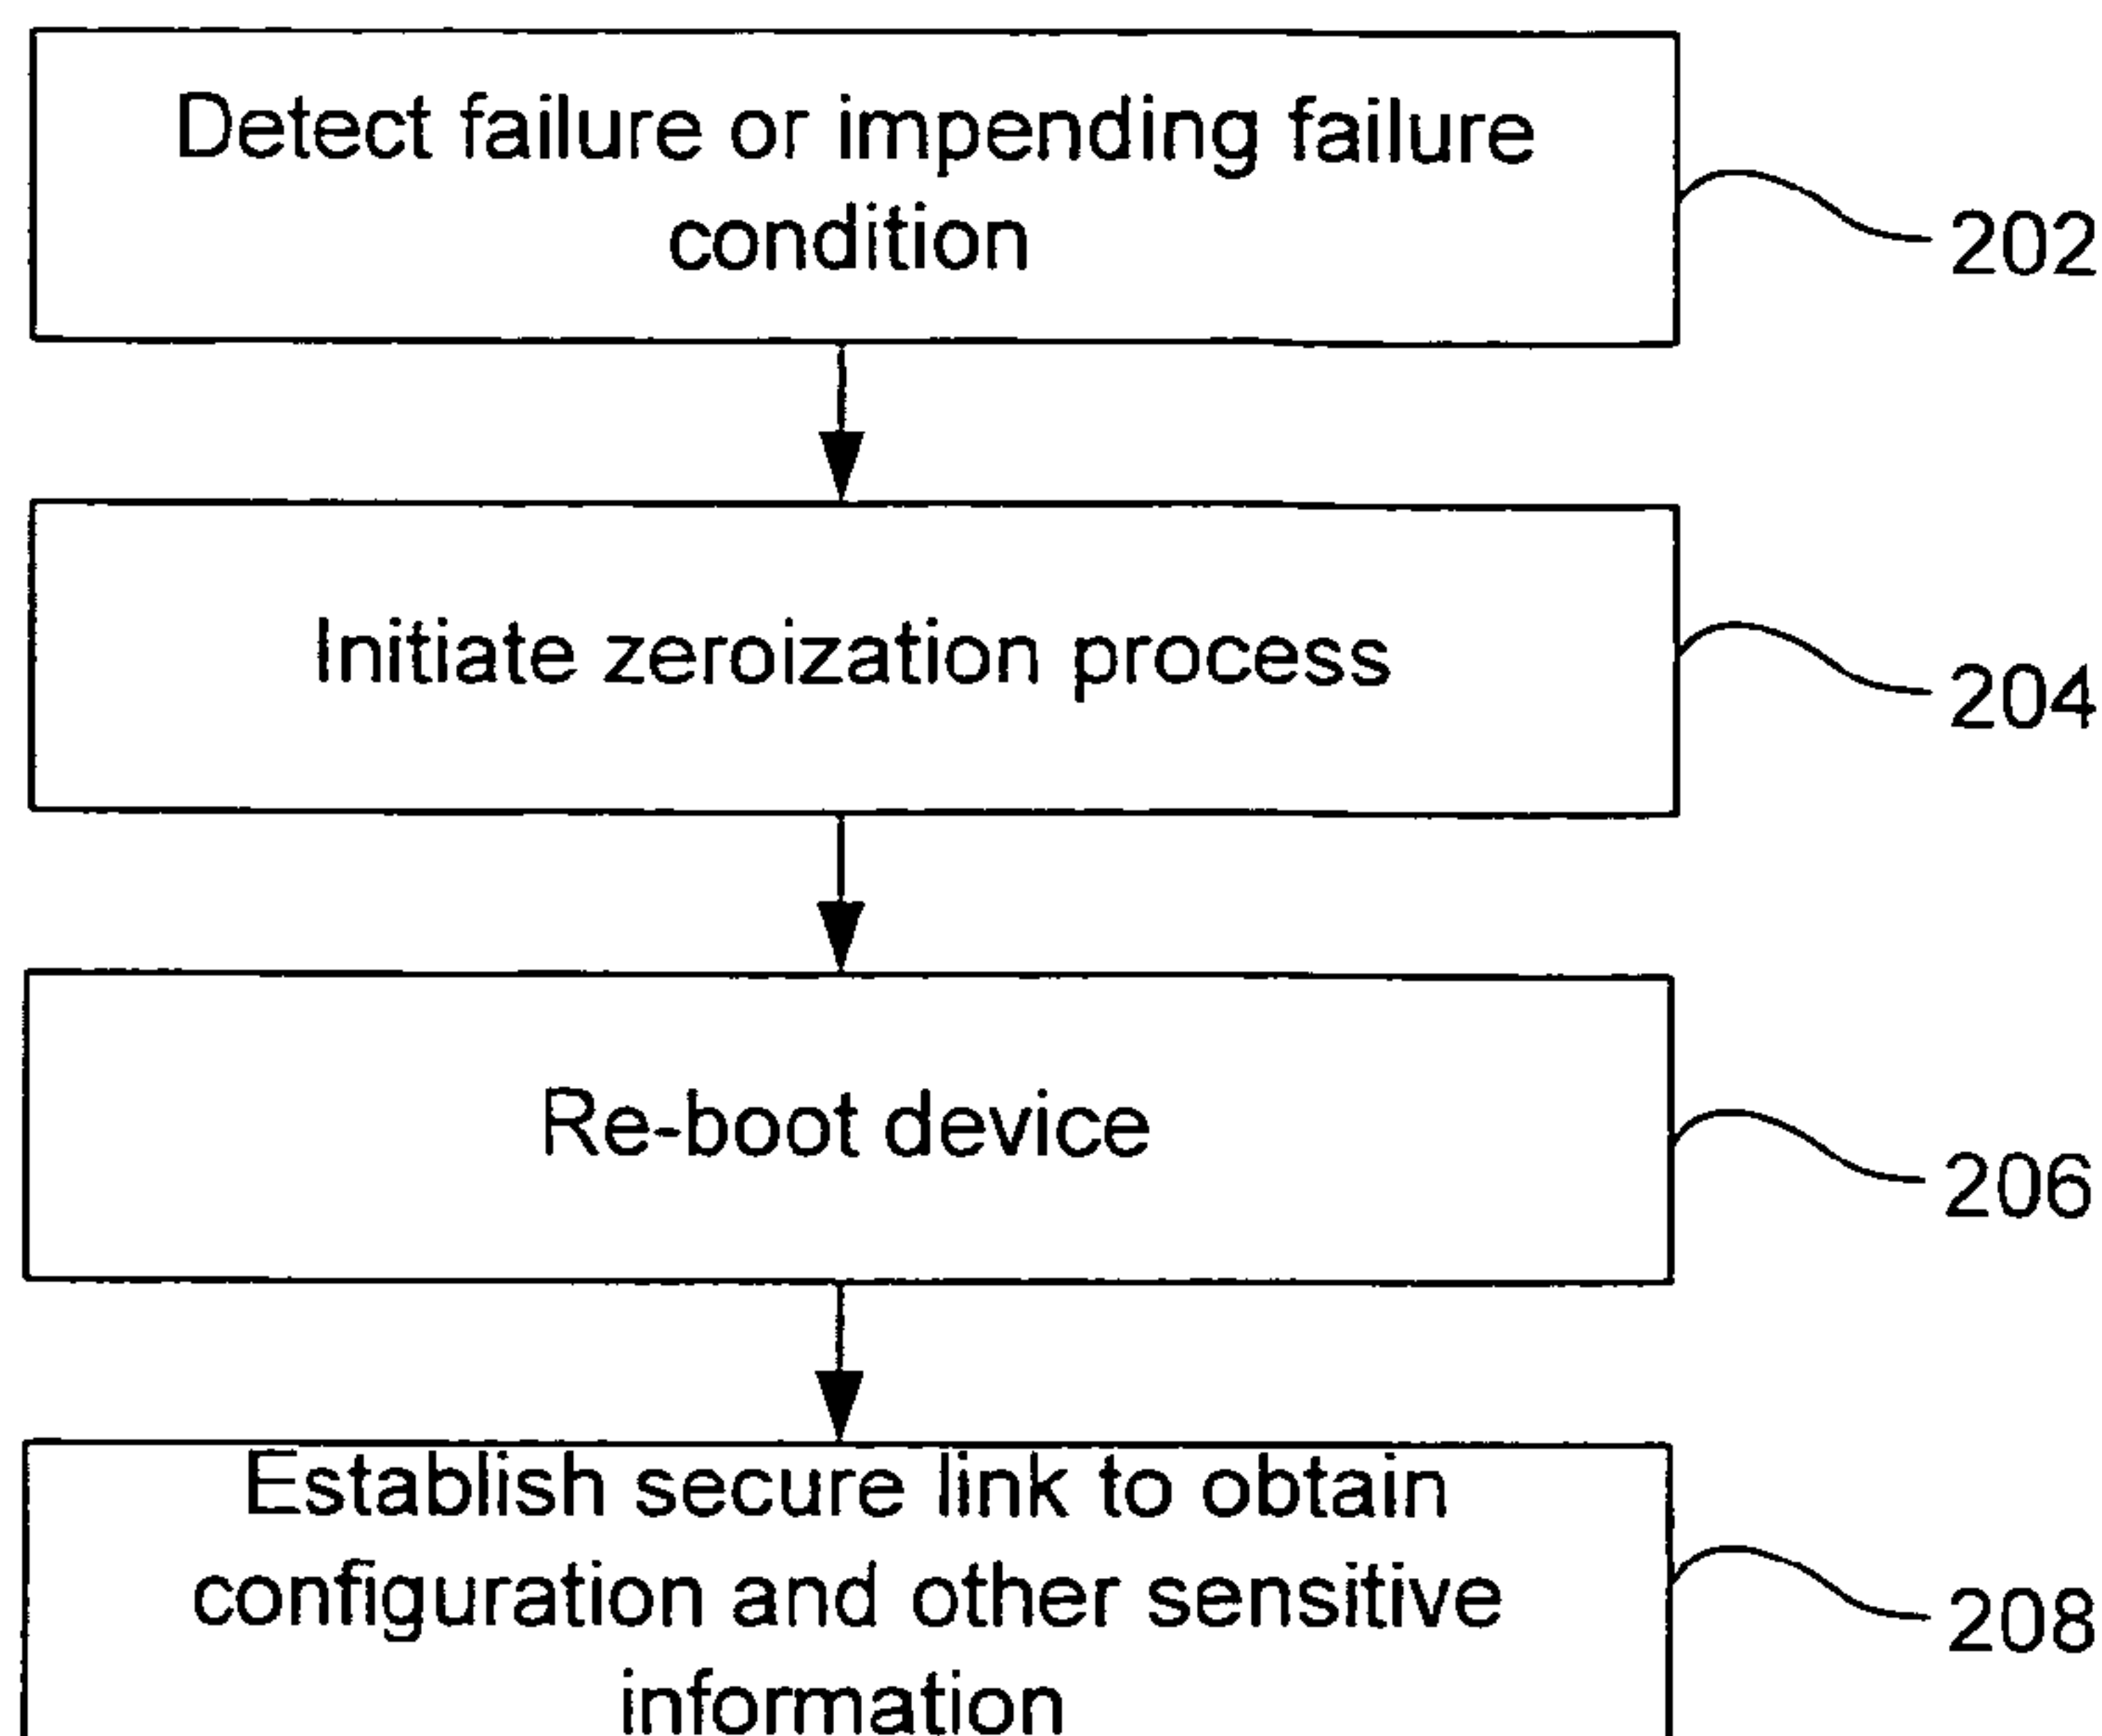 Detect failure or impending failure
condition
202
Initiate zeroization process
204
Re-boot device
206
Establish secure link to obtain
configuration and other sensitive
information
208